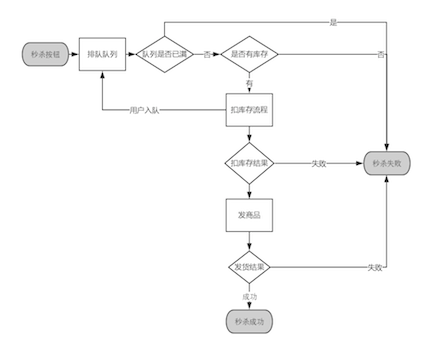 是
秒杀按钮
排队队列
队列是否已满
否
是否有库存
否
有
用户入队
扣库存流程
扣库存结果
失败
秒杀失败
发商品
发货结果
失败
成功
秒杀成功